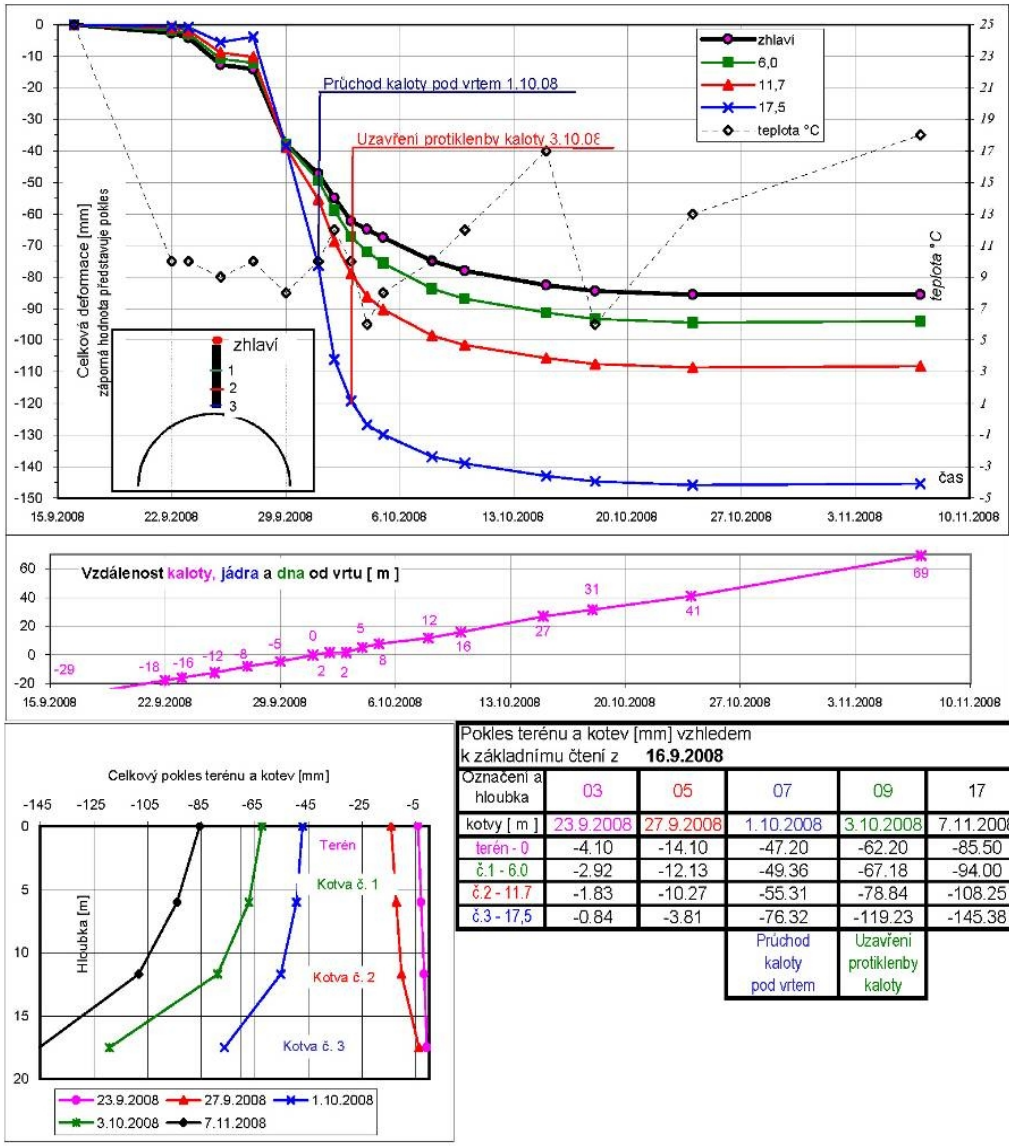 0
-10
-20
-30
-40
-50
-60
-70
-80
-90
-100
-110
-120
-130
-140
-150
Celková deformace [mm]
záporná hodnota představuje pokles
zhlaví
6,0
11,7
17,5
teplota °C
Průchod kaloty pod vrtem 1.10.08
Uzavření protiklenby kaloty 3.10.08
zhlaví
1
2
3
25
23
21
19
17
15
13
11
9
7
5
3
1
-1
-3
-5
teplota °C
čas
15.9.2008 22.9.2008 29.9.2008 6.10.2008 13.10.2008 20.10.2008 27.10.2008 3.11.2008 10.11.2008
Vzdálenost kaloty, jádra a dna od vrtu [ m ]
60
40
20
0
-20
-29 -18 -16 -12 -8 -5 0 2 2 5 8 12 16 27 31 41 69
15.9.2008 22.9.2008 29.9.2008 6.10.2008 13.10.2008 20.10.2008 27.10.2008 3.11.2008 10.11.2008
Celkový pokles terénu a kotev [mm]
-145 -125 -105 -85 -65 -45 -25 -5
0
5
10
15
20
Hloubka [m]
Terén
Kotva č. 1
Kotva č. 2
Kotva č. 3
23.9.2008 27.9.2008 1.10.2008
3.10.2008 7.11.2008
Pokles terénu a kotev [mm] vzhledem
k základnímu čtení z 16.9.2008
Označení a
hloubka 03 05 07 09 17
kotvy [ m ] 23.9.2008 27.9.2008 1.10.2008 3.10.2008 7.11.2008
terén - 0 -4.10 -14.10 -47.20 -62.20 -85.50
č.1 - 6.0 -2.92 -12.13 -49.36 -67.18 -94.00
č.2 - 11.7 -1.83 -10.27 -55.31 -78.84 -108.25
č.3 - 17,5 -0.84 -3.81 -76.32 -119.23 -145.38
Průchod
kaloty
pod vrtem
Uzavření
protiklenby
kaloty